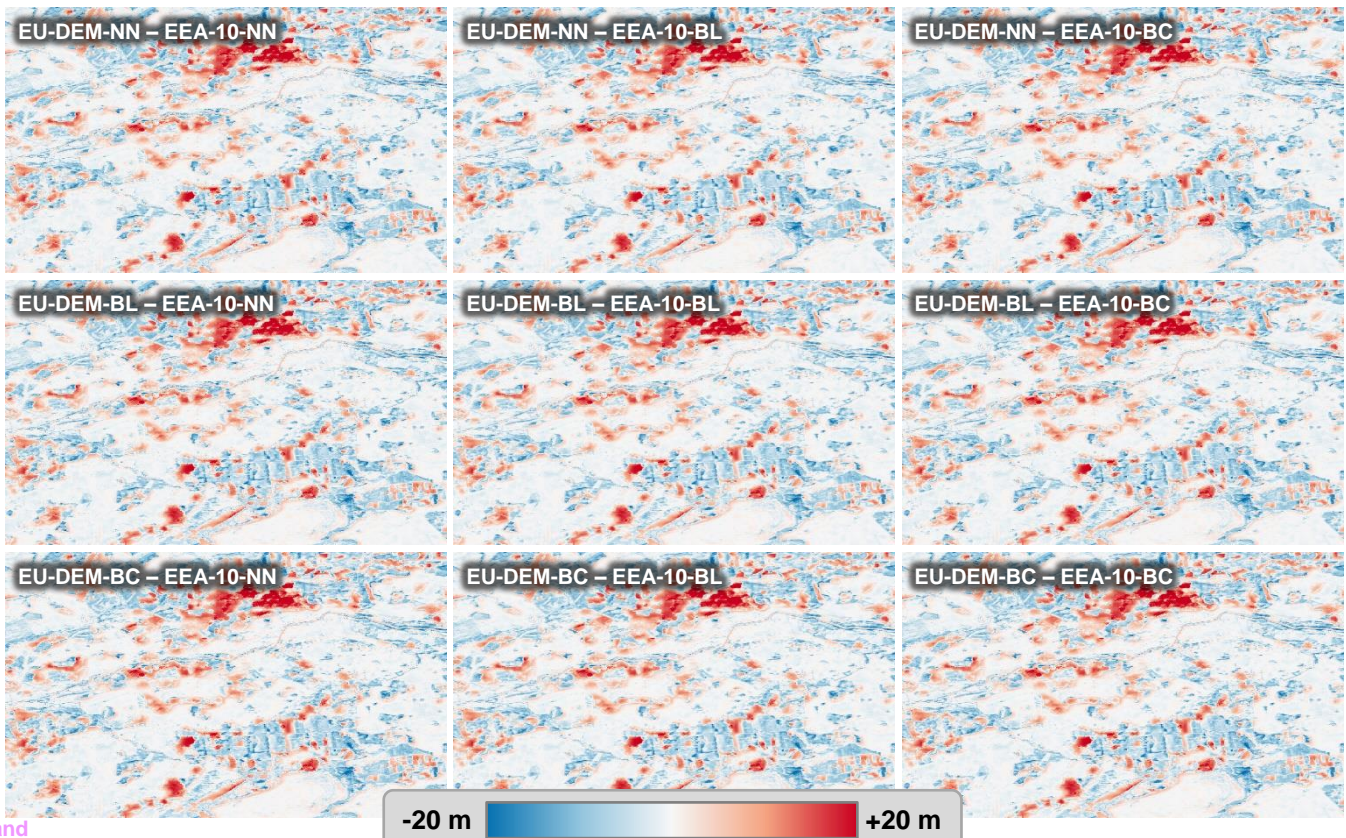 EU-DEM-NN – EEA-10-NN
EU-DEM-NN – EEA-10-BL
EU-DEM-NN – EEA-10-BC
EU-DEM-BL – EEA-10-NN
EU-DEM-BL – EEA-10-BL
EU-DEM-BL – EEA-10-BC
EU-DEM-BC – EEA-10-NN
EU-DEM-BC – EEA-10-BL
EU-DEM-BC – EEA-10-BC
-20 m +20 m